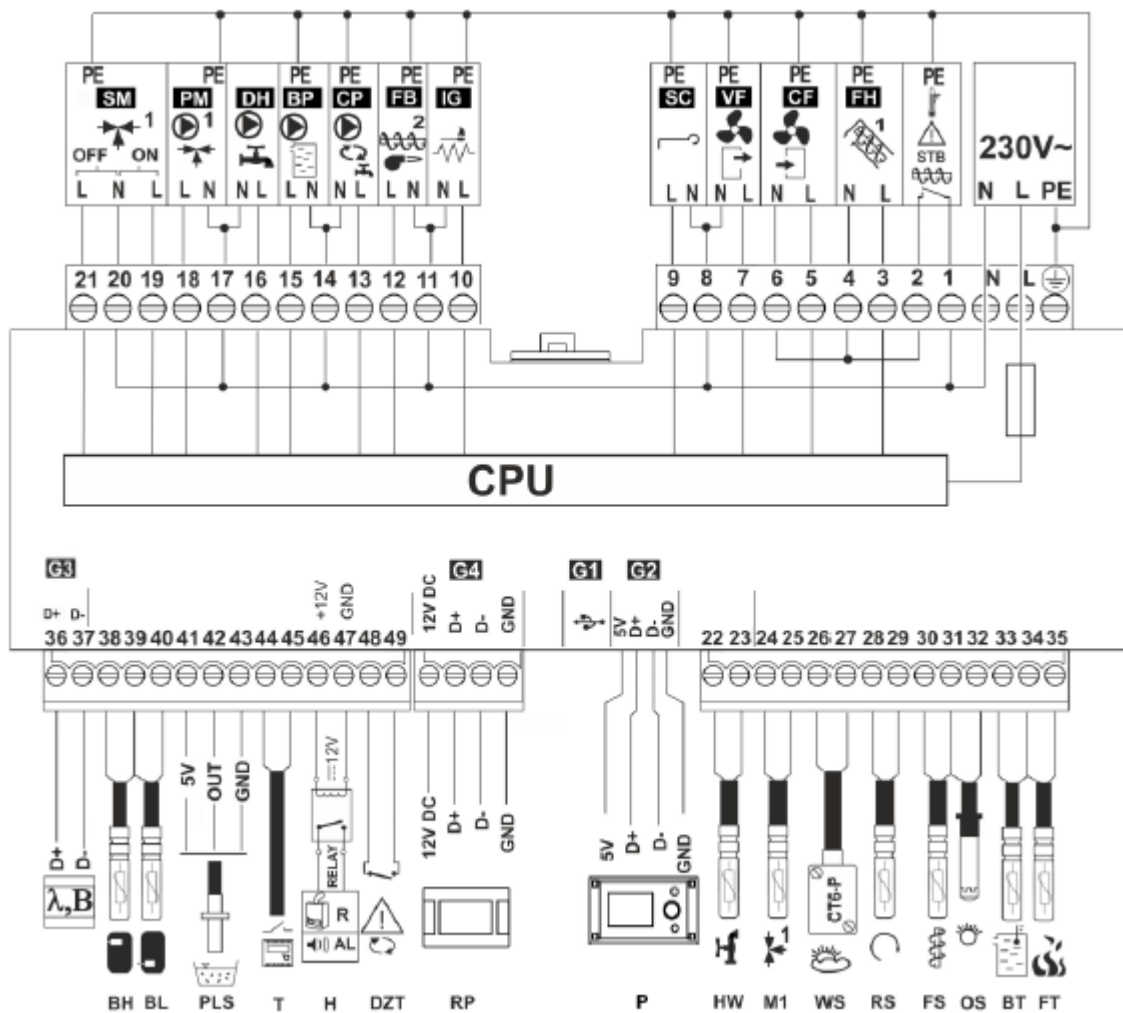 PE PE PE PE PE PE PE PE PE PE PE
SM PM DH BP CP FB IG SC VF CF FH
1 1 2 1
STB
230V~
OFF ON
L N L L N N L L N N L L N N L L N N L N L N L N L PE
21 20 19 18 17 16 15 14 13 12 11 10 9 8 7 6 5 4 3 2 1 N L
CPU
G3 G4 G1 G2
D+ D- +12V GND 12V DC D+ D- GND 5V D+ D- GND
36 37 38 39 40 41 42 43 44 45 46 47 48 49 22 23 24 25 26 27 28 29 30 31 32 33 34 35
D+ D- 5V OUT GND 12V RELAY 12V DC D+ D- GND 5V D+ D- GND
λ,B R AL CT6-P 1
BH BL PLS T H DZT RP P HW M1 WS RS FS OS BT FT